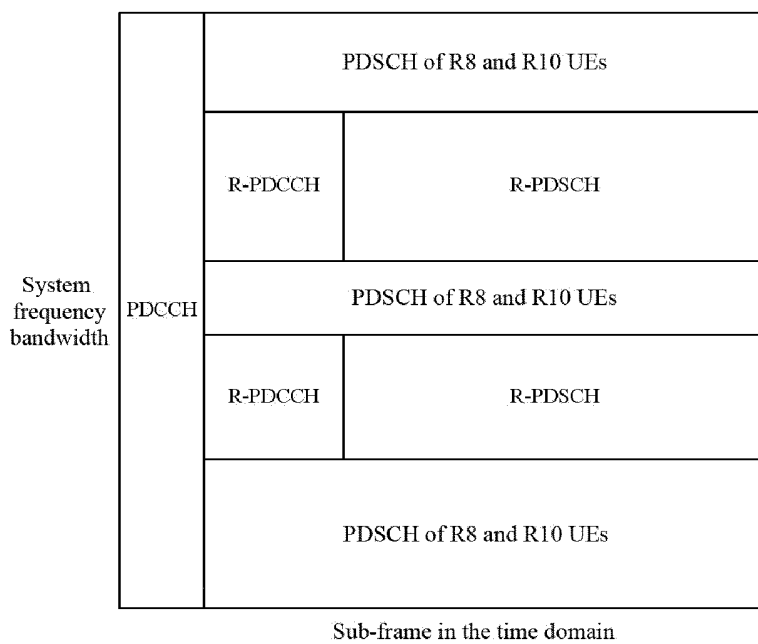 PDSCH of R8 and R10 UEs
R-PDCCH
R-PDSCH
System
frequency
bandwidth
PDCCH
PDSCH of R8 and R10 UEs
R-PDCCH
R-PDSCH
PDSCH of R8 and R10 UEs
Sub-frame in the time domain